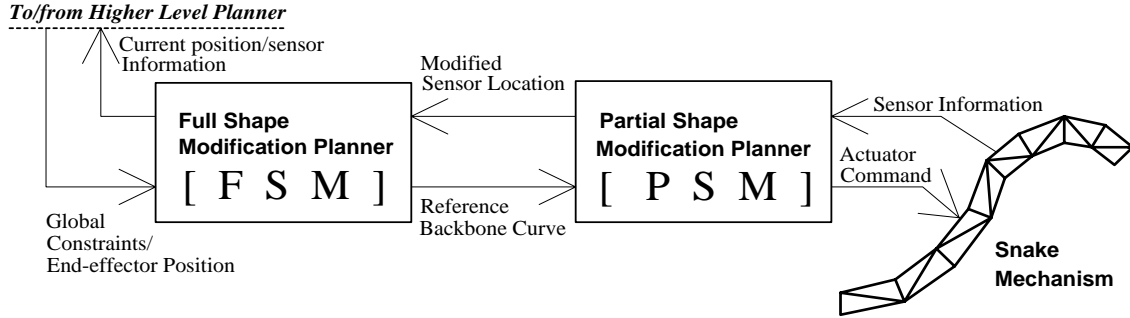 To/from Higher Level Planner
Current position/sensor
Information
Full Shape
Modification Planner
[ F S M ]
Global
Constraints/
End-effector Position
Modified
Sensor Location
Reference
Backbone Curve
Partial Shape
Modification Planner
[ P S M ]
Sensor Information
Actuator
Command
Snake
Mechanism